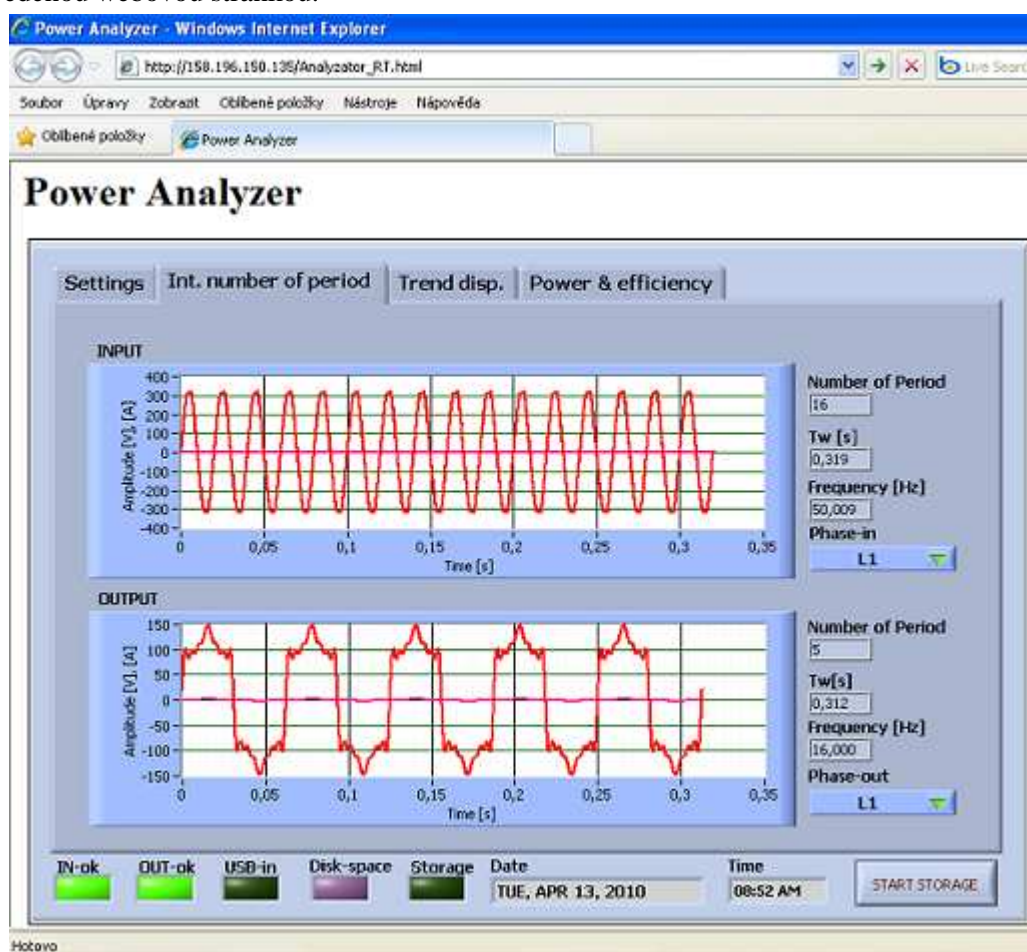 jednou webovou stránkou.
Power Analyzer - Windows Internet Explorer
http://158.196.150.135/Analyzator_RT.html
Live Searc
Soubor Úpravy Zobrazit Oblíbené položky Nástroje Nápověda
Oblíbené položky Power Analyzer
Power Analyzer
Settings Int. number of period Trend disp. Power & efficiency
INPUT
Amplitude [V], [A]
400
300
200
100
0
-100
-200
-300
-400
0 0,05 0,1 0,15 0,2 0,25 0,3 0,35
Time [s]
Number of Period
16
Tw [s]
0,319
Frequency [Hz]
50,009
Phase-in
L1
OUTPUT
Amplitude [V], [A]
150
100
50
0
-50
-100
-150
0 0,05 0,1 0,15 0,2 0,25 0,3 0,35
Time [s]
Number of Period
5
Tw[s]
0,312
Frequency [Hz]
16,000
Phase-out
L1
IN-ok OUT-ok USB-in Disk-space Storage Date Time
TUE, APR 13, 2010 08:52 AM START STORAGE
Hotovo